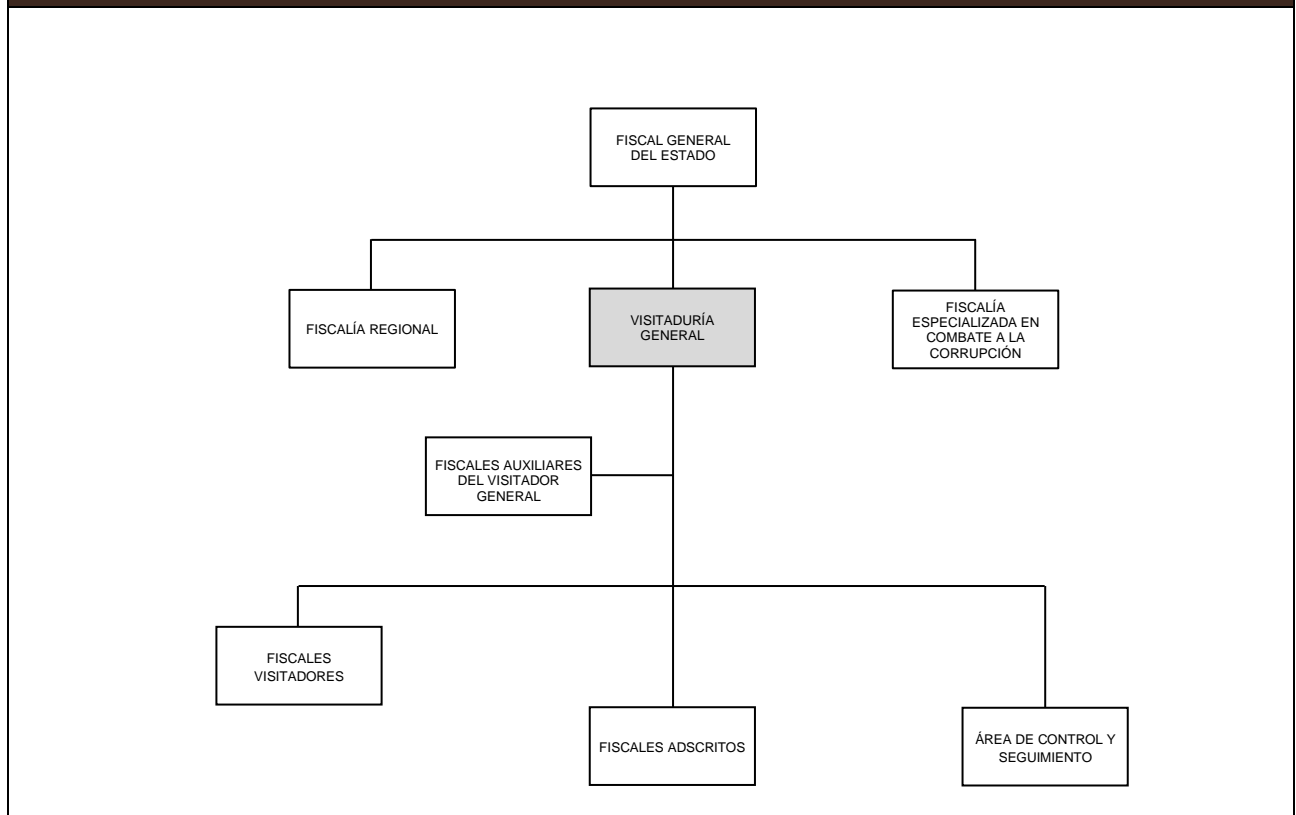 FISCAL GENERAL
DEL ESTADO
FISCALÍA REGIONAL
VISITADURÍA
GENERAL
FISCALÍA
ESPECIALIZADA EN
COMBATE A LA
CORRUPCIÓN
FISCALES AUXILIARES
DEL VISITADOR
GENERAL
FISCALES
VISITADORES
FISCALES ADSCRITOS
ÁREA DE CONTROL Y
SEGUIMIENTO